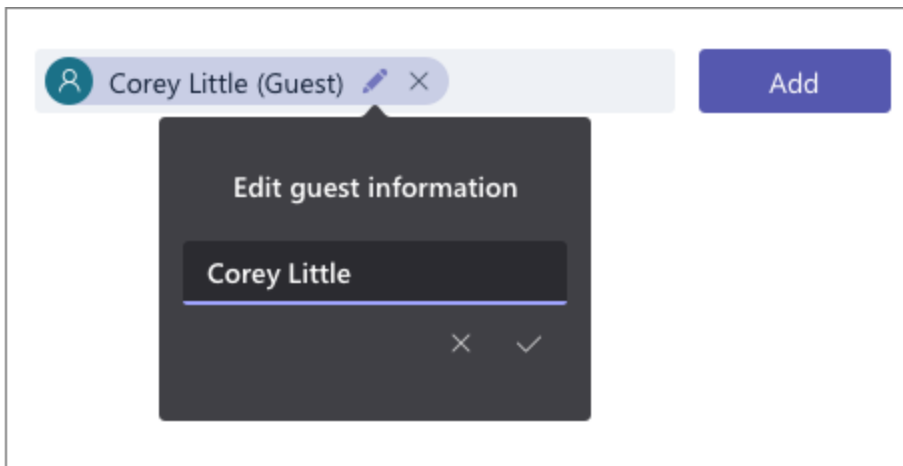 Corey Little (Guest)
Add
Edit guest information
Corey Little